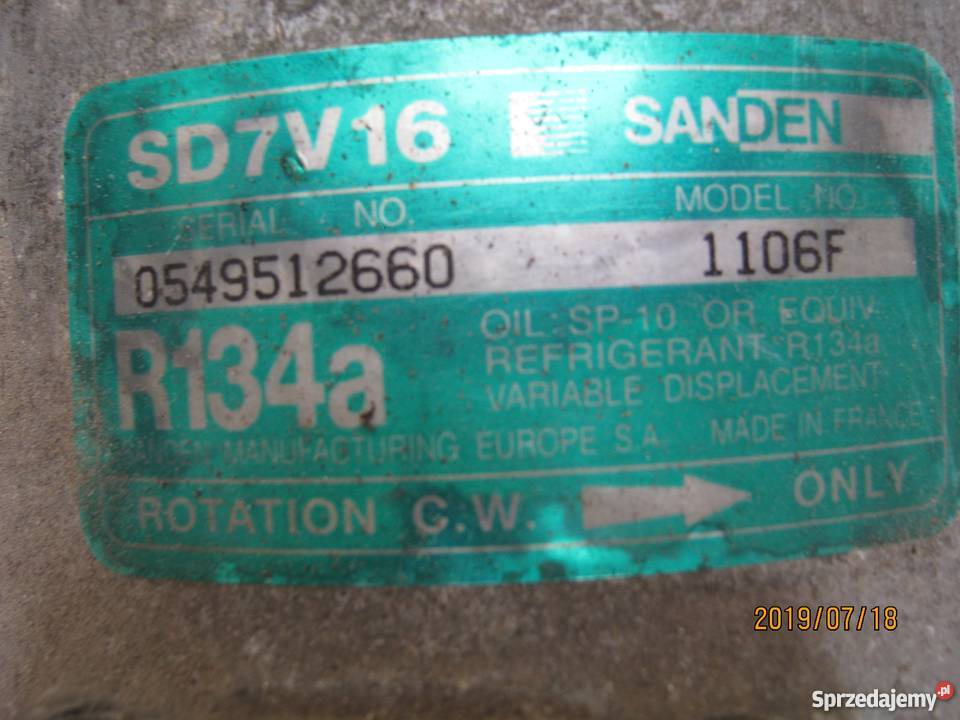 SD7V16 SANDEN
SERIAL NO. MODEL NO.
0549512660 1106F
R134a
OIL: SP-10 OR EQUIV.
REFRIGERANT R134a
VARIABLE DISPLACEMENT
SANDEN MANUFACTURING EUROPE S.A. MADE IN FRANCE
ROTATION C.W. ONLY
2019/07/18
Sprzedajemy.pl